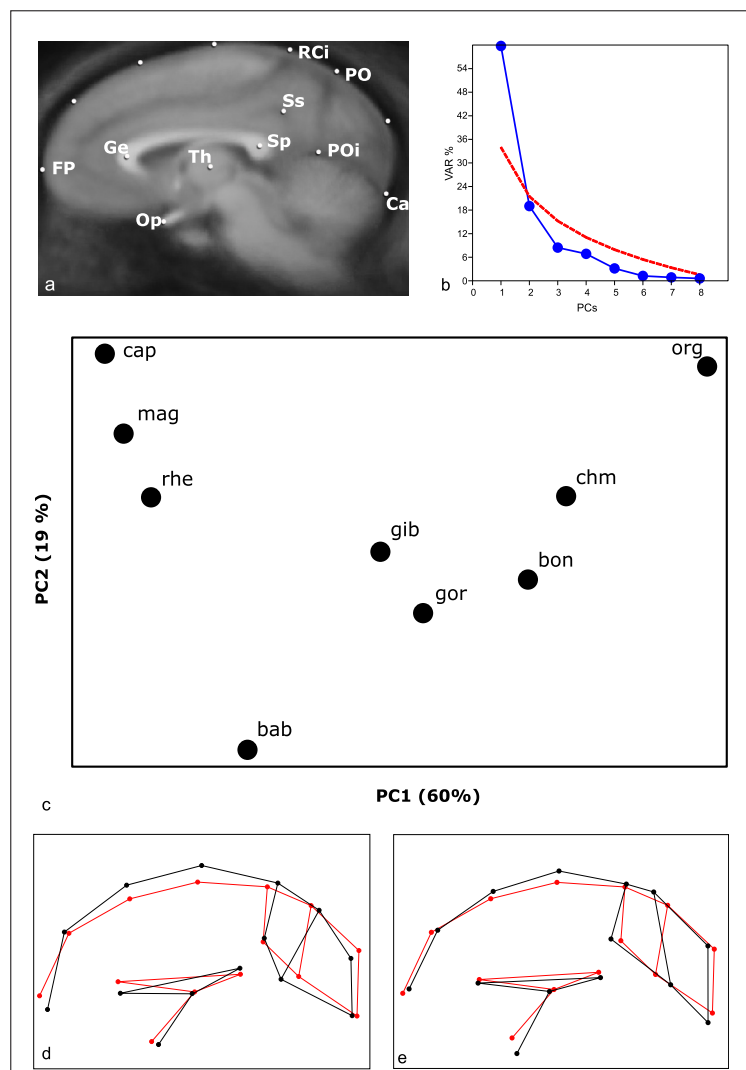 RCi
PO
Ss
Ge
Th
Sp
POi
FP
Op
Ca
a
VAR %
54
48
42
36
30
24
18
12
6
0
0 1 2 3 4 5 6 7 8
PCs
b
cap
org
mag
rhe
chm
gib
bon
gor
bab
PC2 (19 %)
PC1 (60%)
c
d
e